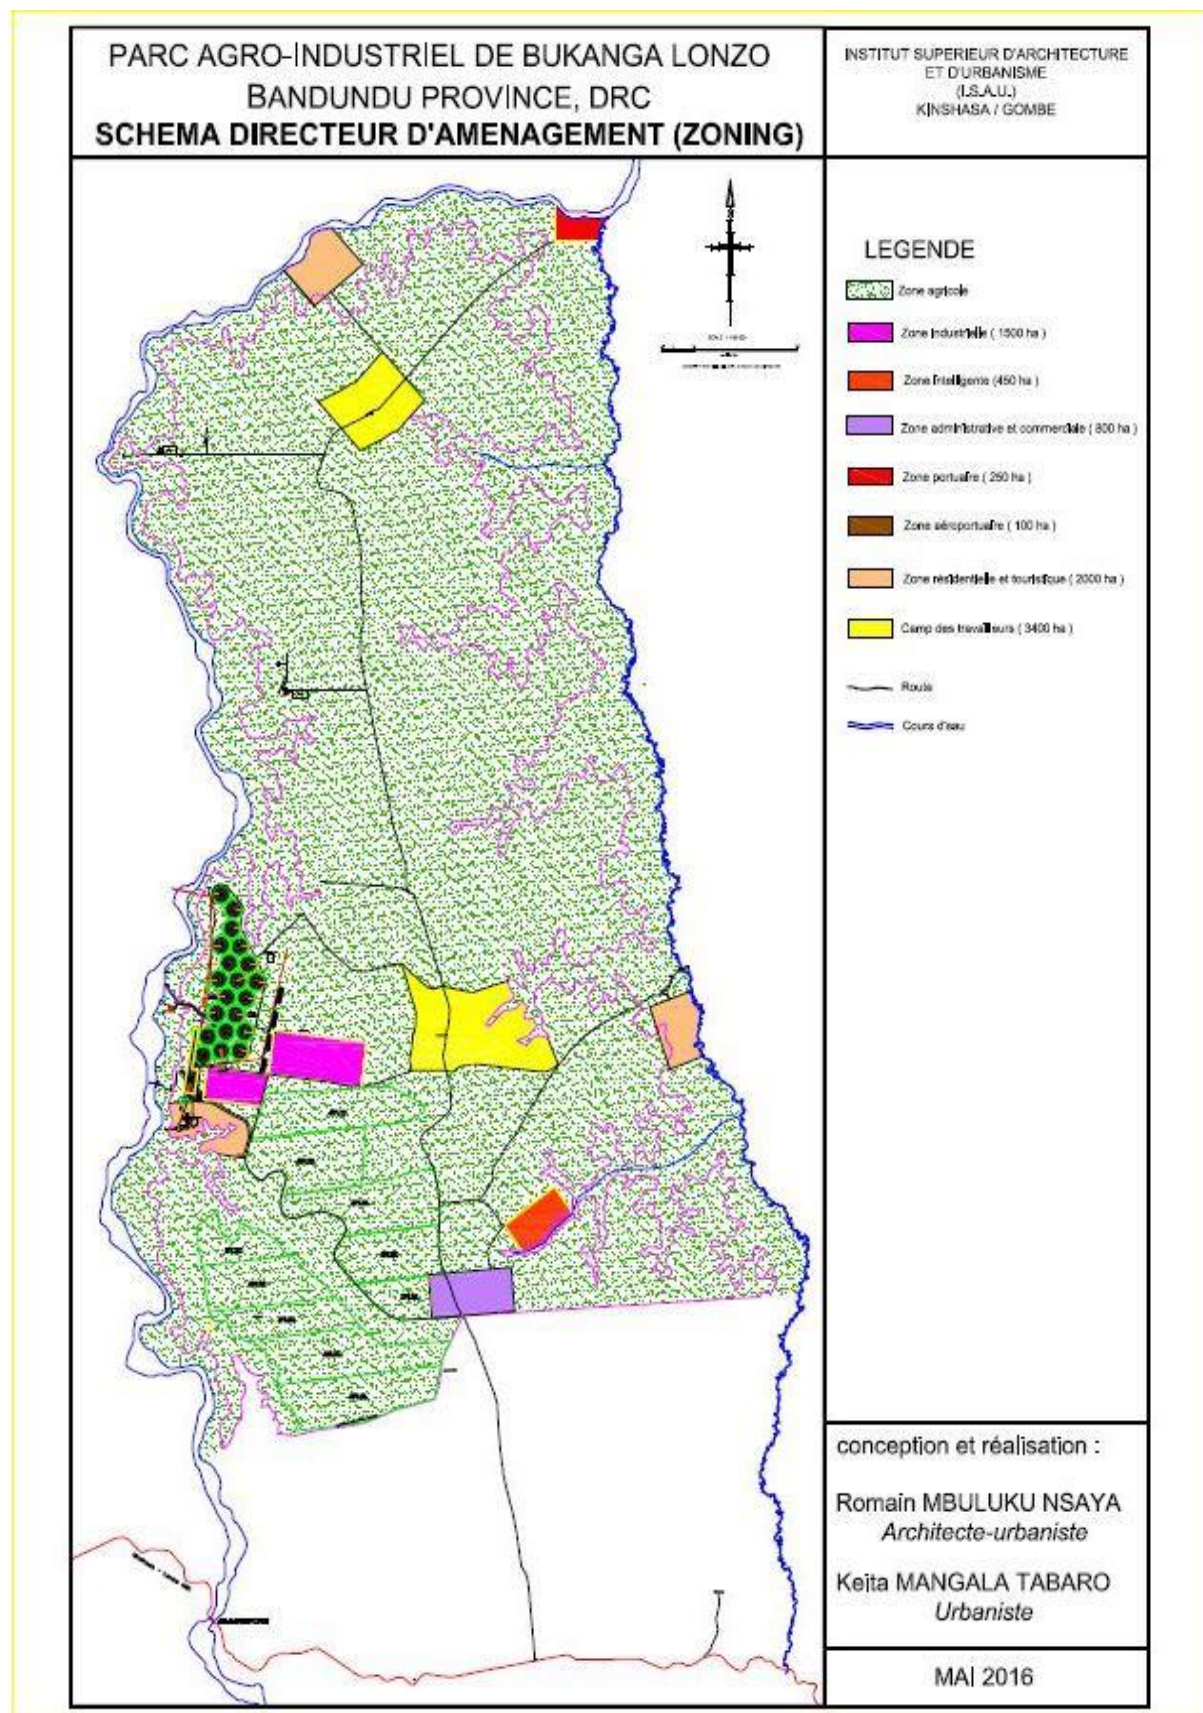 PARC AGRO-INDUSTRIEL DE BUKANGA LONZO
BANDUNDU PROVINCE, DRC
SCHEMA DIRECTEUR D'AMENAGEMENT (ZONING)
INSTITUT SUPERIEUR D'ARCHITECTURE
ET D'URBANISME
(I.S.A.U.)
KINSHASA / GOMBE
LEGENDE
Zone agricole
Zone industrielle ( 1500 ha )
Zone intelligente (450 ha )
Zone administrative et commerciale ( 800 ha )
Zone portuaire ( 250 ha )
Zone aéroportuaire ( 100 ha )
Zone résidentielle et touristique ( 2000 ha )
Camp des travailleurs ( 3400 ha )
Route
Cours d'eau
conception et réalisation :
Romain MBULUKU NSAYA
Architecte-urbaniste
Keita MANGALA TABARO
Urbaniste
MAI 2016